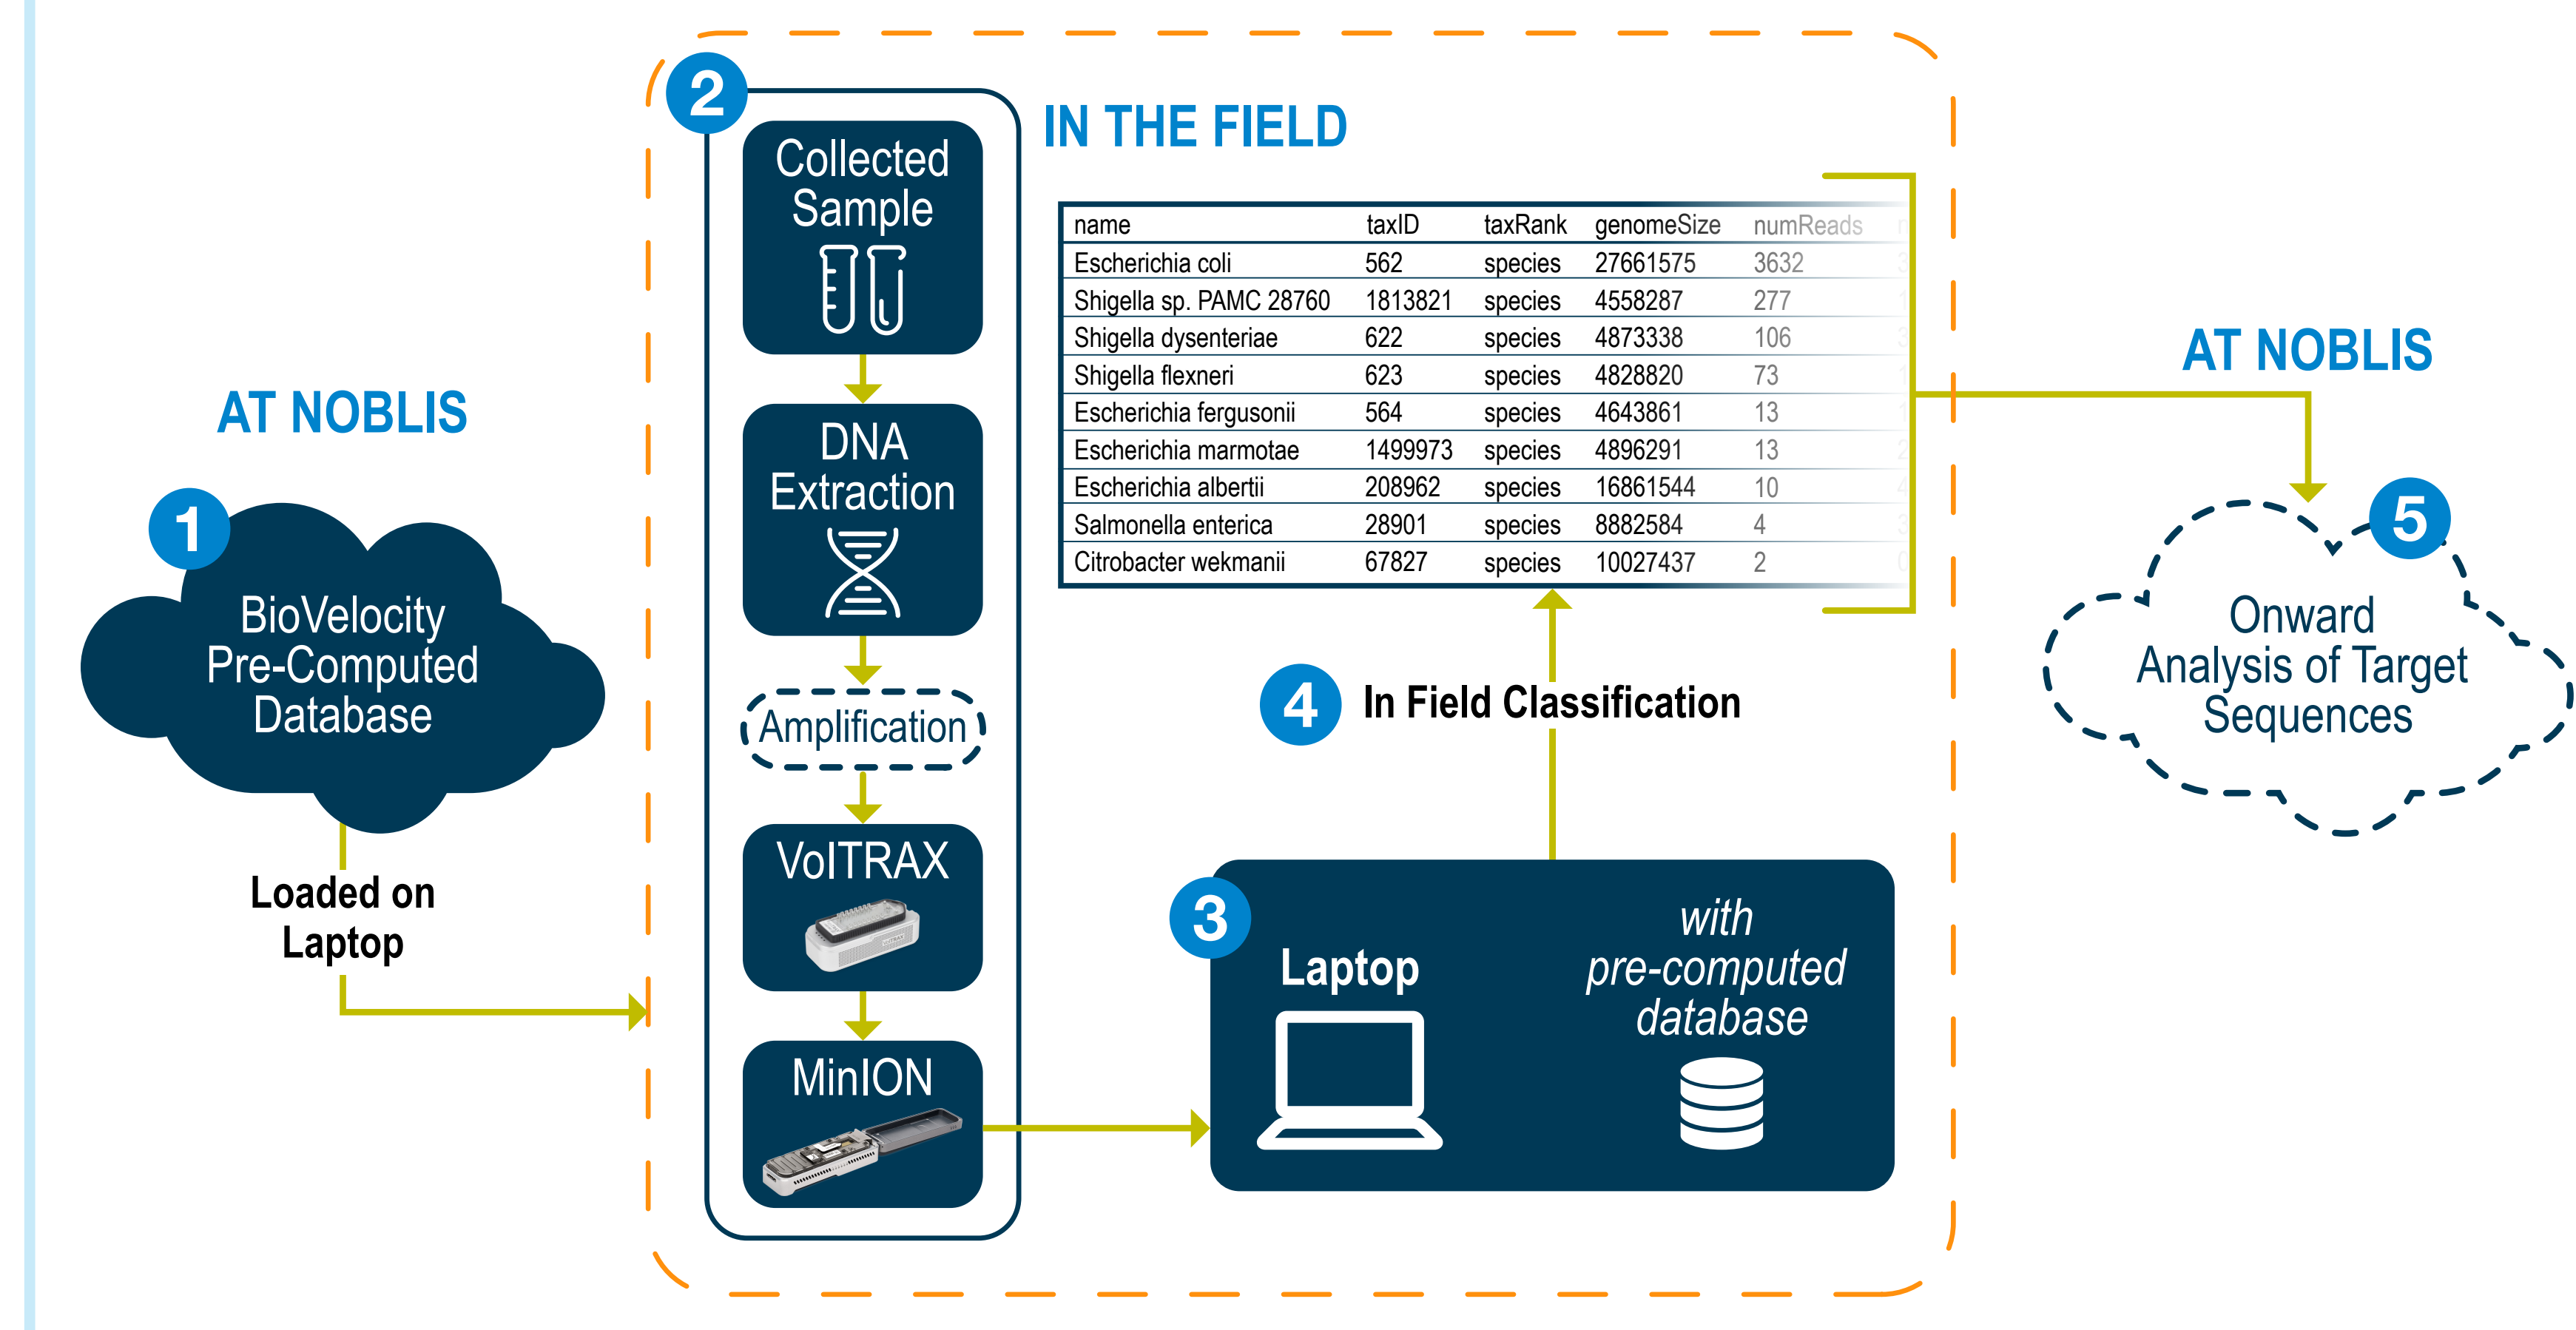 AT NOBLIS
1
BioVelocity
Pre-Computed
Database
Loaded on
Laptop
2
Collected
Sample
DNA
Extraction
Amplification
VolTRAX
MinION
IN THE FIELD
name taxID taxRank genomeSize numReads
Escherichia coli 562 species 27661575 3632
Shigella sp. PAMC 28760 1813821 species 4558287 277
Shigella dysenteriae 622 species 4873338 106
Shigella flexneri 623 species 4828820 73
Escherichia fergusonii 564 species 4643861 13
Escherichia marmotae 1499973 species 4896291 13
Escherichia albertii 208962 species 16861544 10
Salmonella enterica 28901 species 8882584 4
Citrobacter wekmanii 67827 species 10027437 2
4
In Field Classification
3
Laptop
with
pre-computed
database
AT NOBLIS
5
Onward
Analysis of Target
Sequences